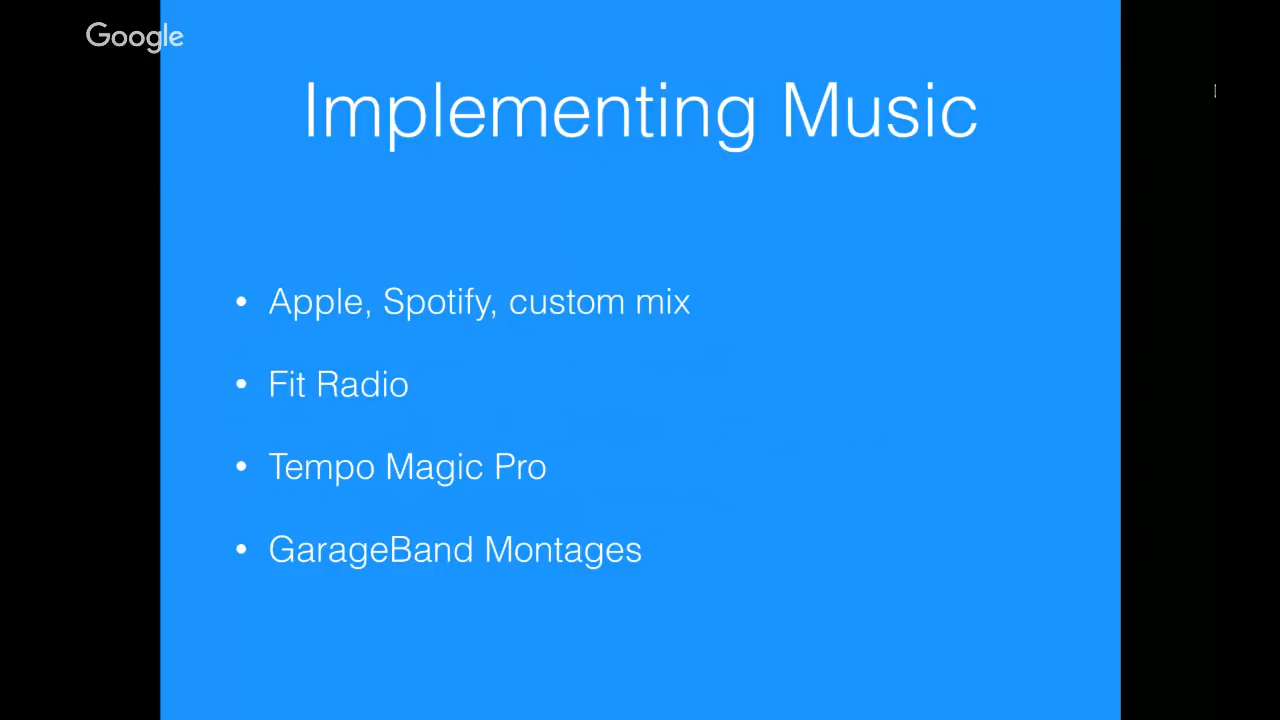 Google
Implementing Music
• Apple, Spotify, custom mix
• Fit Radio
• Tempo Magic Pro
• GarageBand Montages